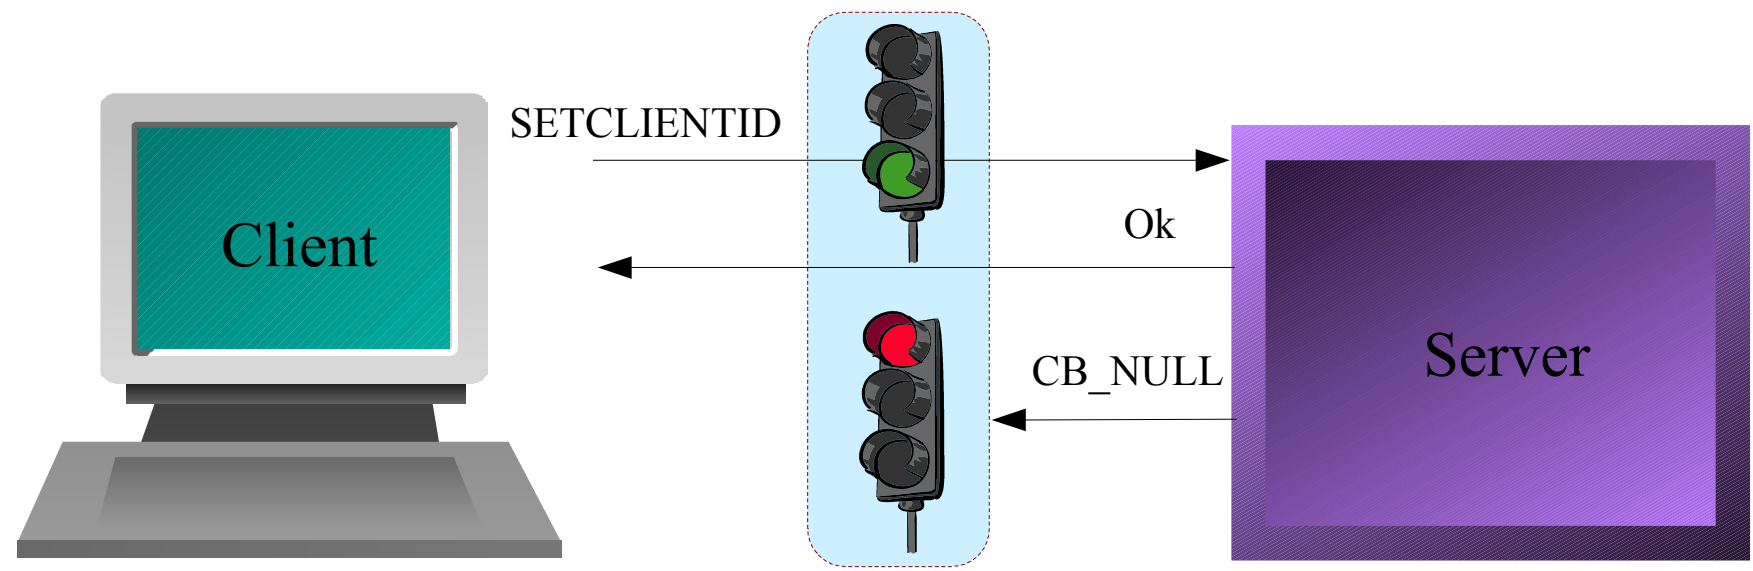 SETCLIENTID
Client
Ok
Server
CB_NULL